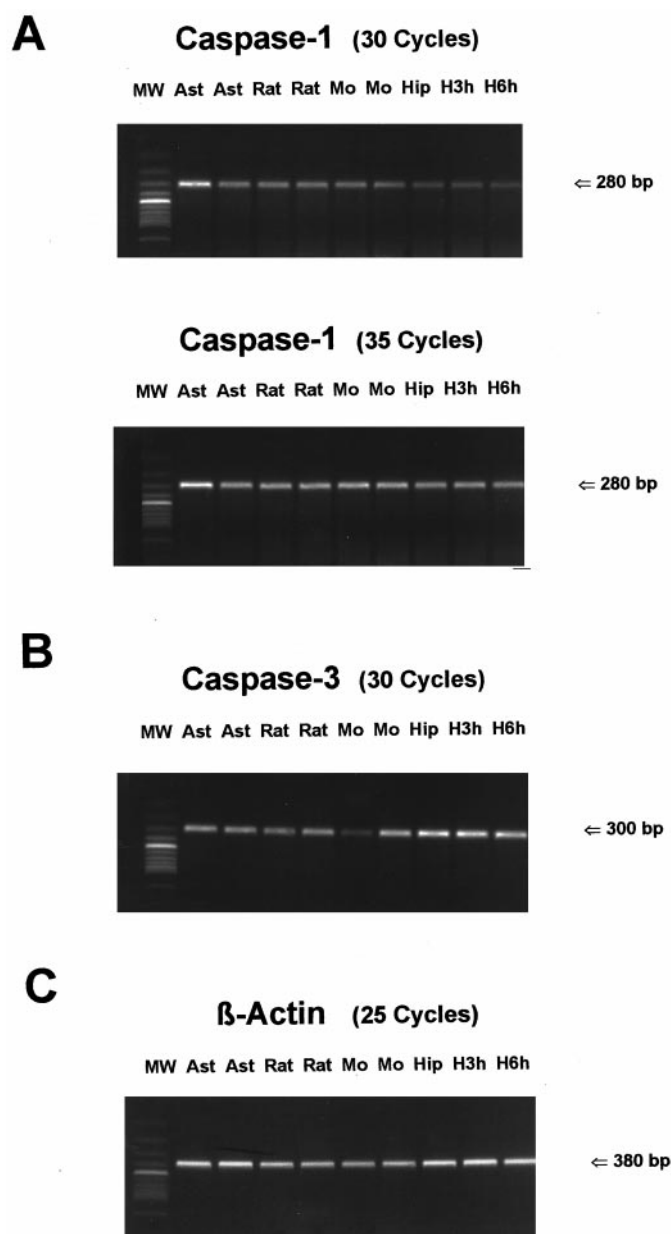 A
Caspase-1 (30 Cycles)
MW Ast Ast Rat Rat Mo Mo Hip H3h H6h
⇐ 280 bp
Caspase-1 (35 Cycles)
MW Ast Ast Rat Rat Mo Mo Hip H3h H6h
⇐ 280 bp
B
Caspase-3 (30 Cycles)
MW Ast Ast Rat Rat Mo Mo Hip H3h H6h
⇐ 300 bp
C
ß-Actin (25 Cycles)
MW Ast Ast Rat Rat Mo Mo Hip H3h H6h
⇐ 380 bp